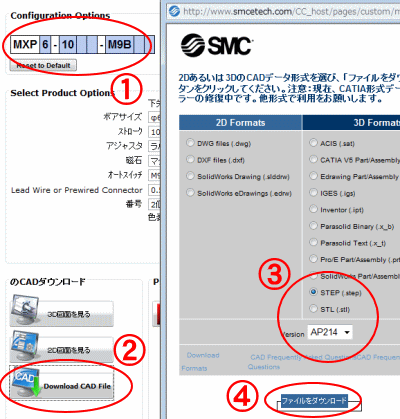 Configuration Options
MXP 6 - 10 - M9B
①
Reset to Default
Select Product Options
ボアサイズ
ストローク 10
アジャスタ
磁石
オートスイッチ M9
Lead Wire or Prewired Connector 0.
番号 2個
のCADダウンロード
3D図面を見る
②
2D図面を見る
Download CAD File
http://www.smcetech.com/CC_host/pages/custom/
SMC
2Dあるいは3DのCADデータ形式を選び、「ファイルをダ
タンをクリックしてください。注意:現在、CATIA形式デー
ラーの修復中です。他形式で利用をお願いします。
2D Formats
DWG files (.dwg)
DXF files (.dxf)
SolidWorks Drawing (.slddrw)
SolidWorks eDrawings (.edrw)
3D Formats
ACIS (.sat)
CATIA V5 Part/Assembly
Edrawing Part/Assembly
IGES (.igs)
Inventor (.ipt)
Parasolid Binary (.x_b)
Parasolid Text (.x_t)
Pro/E Part/Assembly (.prt
③
SolidWorks Part/Assembly
STEP (.step)
STL (.stl)
Version AP214
Download Formats
CAD Frequently Asked Questions
CAD Frequen
Questions
④
ファイルをダウンロード